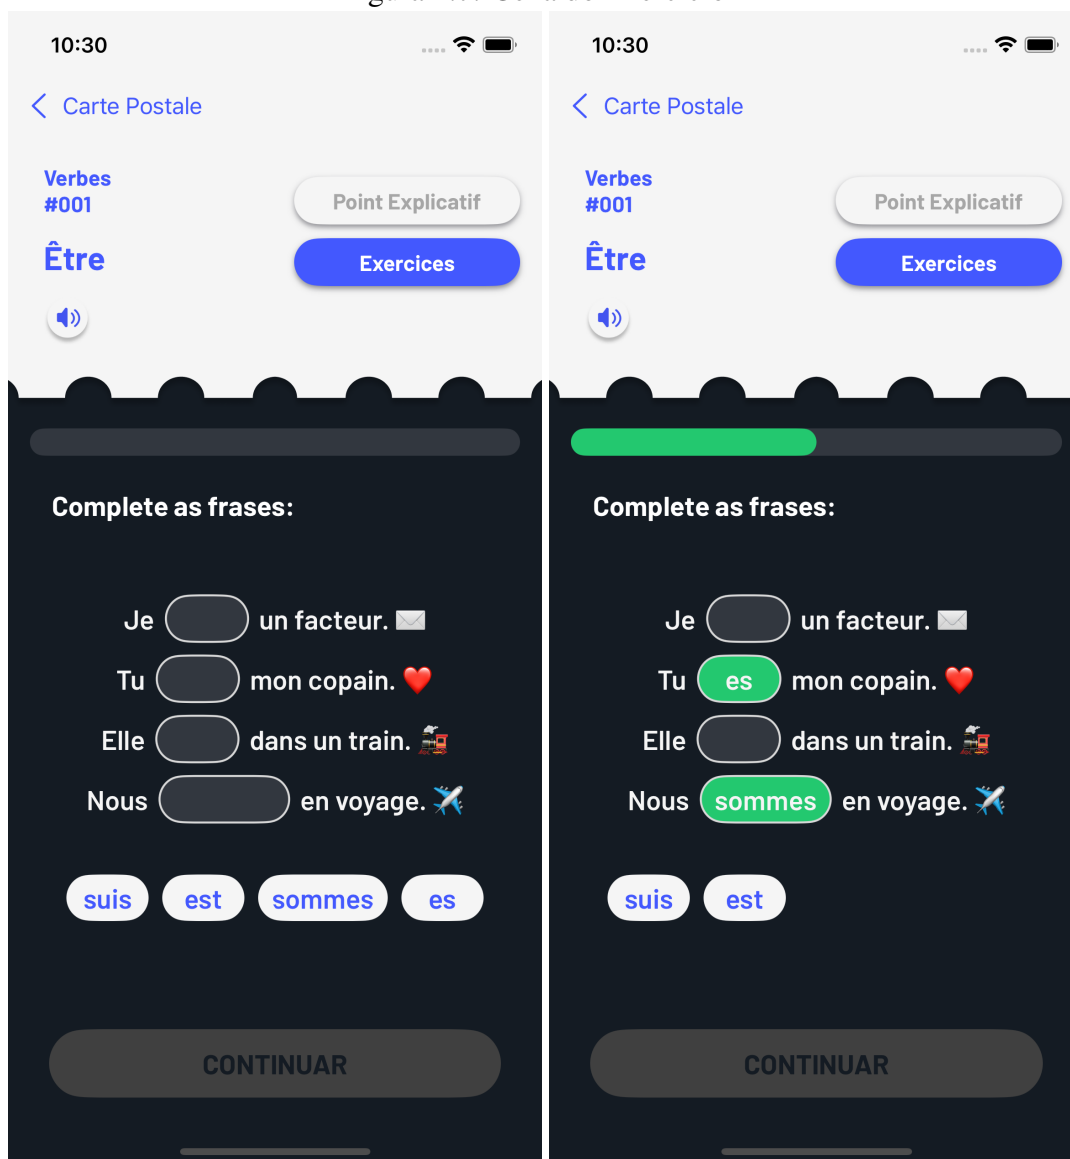 10:30
Carte Postale
Verbes
#001
Point Explicatif
Être
Exercices
Complete as frases:
Je un facteur.
Tu mon copain.
Elle dans un train.
Nous en voyage.
suis est sommes es
CONTINUAR
10:30
Carte Postale
Verbes
#001
Point Explicatif
Être
Exercices
Complete as frases:
Je un facteur.
Tu es mon copain.
Elle dans un train.
Nous sommes en voyage.
suis est
CONTINUAR